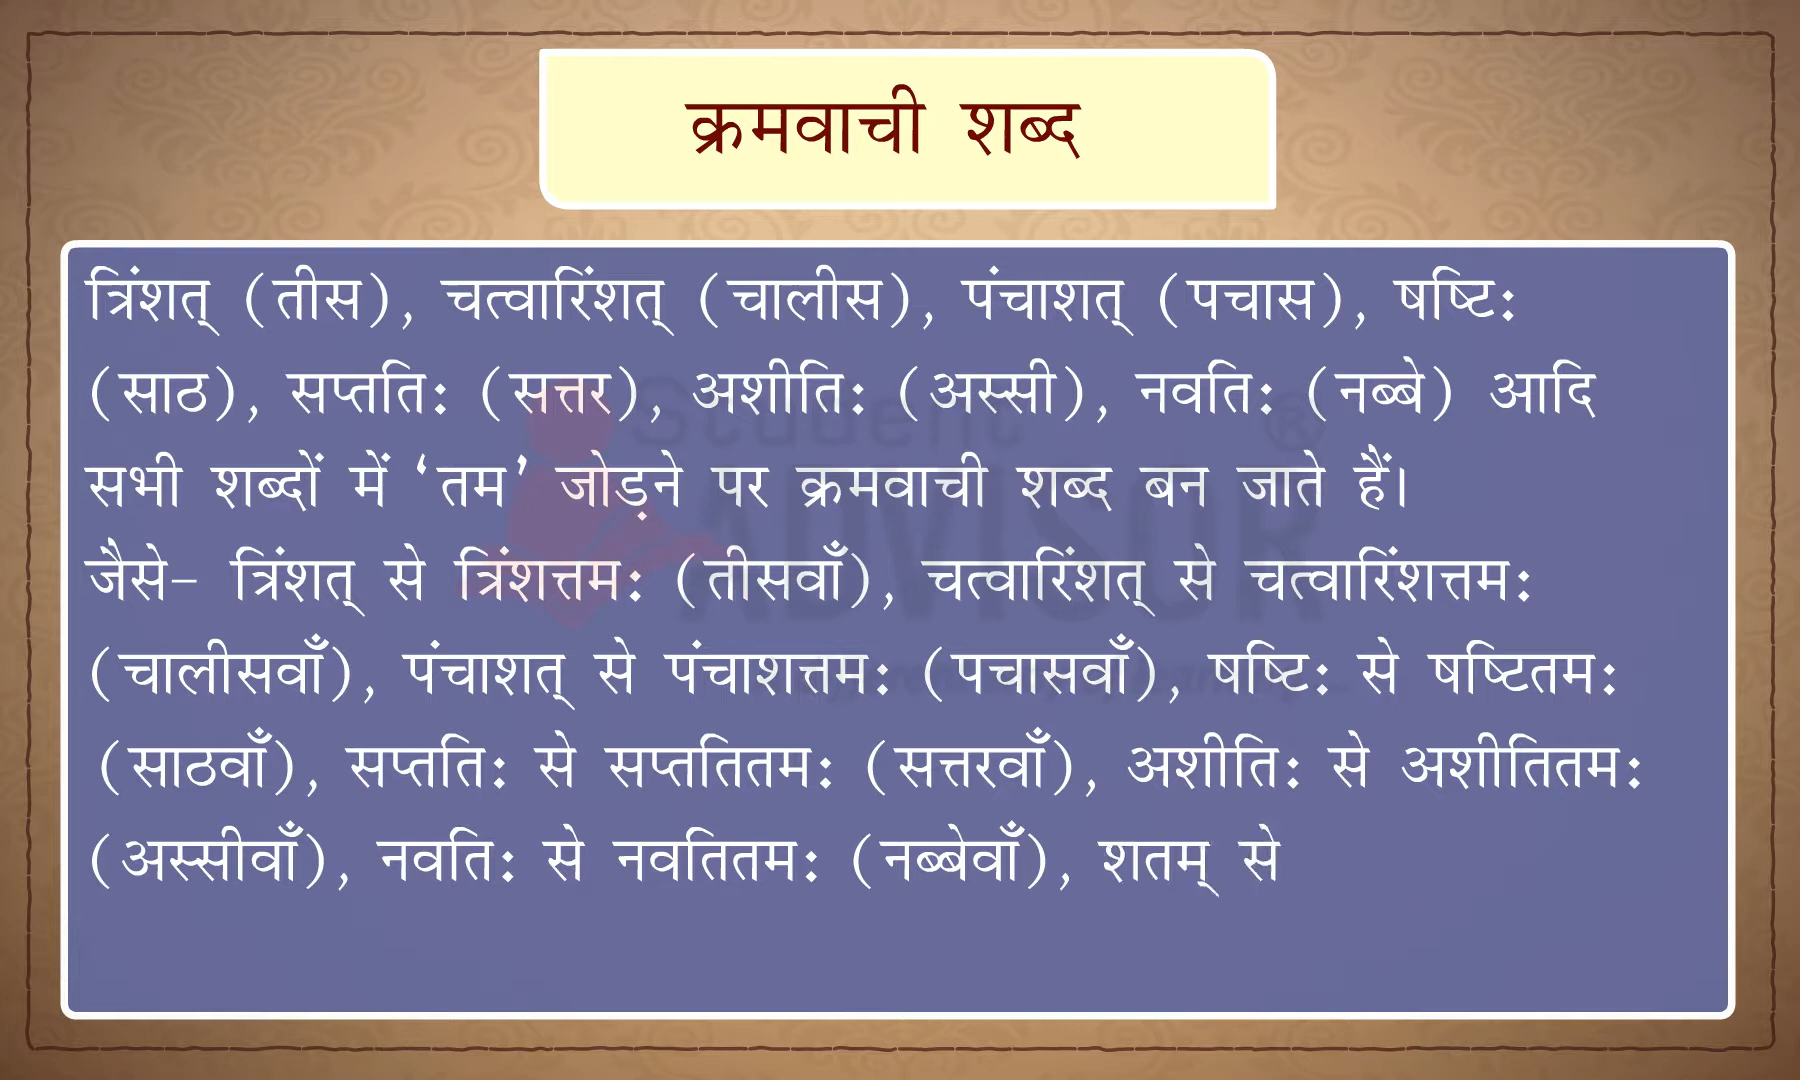 क्रमवाची शब्द
त्रिंशत् (तीस), चत्वारिंशत् (चालीस), पंचाशत् (पचास), षष्टि:
(साठ), सप्तति: (सत्तर), अशीति: (अस्सी), नवति: (नब्बे) आदि
सभी शब्दों में ‘तम’ जोड़ने पर क्रमवाची शब्द बन जाते हैं।
जैसे– त्रिंशत् से त्रिंशत्तम: (तीसवाँ), चत्वारिंशत् से चत्वारिंशत्तम:
(चालीसवाँ), पंचाशत् से पंचाशत्तम: (पचासवाँ), षष्टि: से षष्टितम:
(साठवाँ), सप्तति: से सप्ततितम: (सत्तरवाँ), अशीति: से अशीतितम:
(अस्सीवाँ), नवति: से नवतितम: (नब्बेवाँ), शतम् से
Student ®
ADVISOR